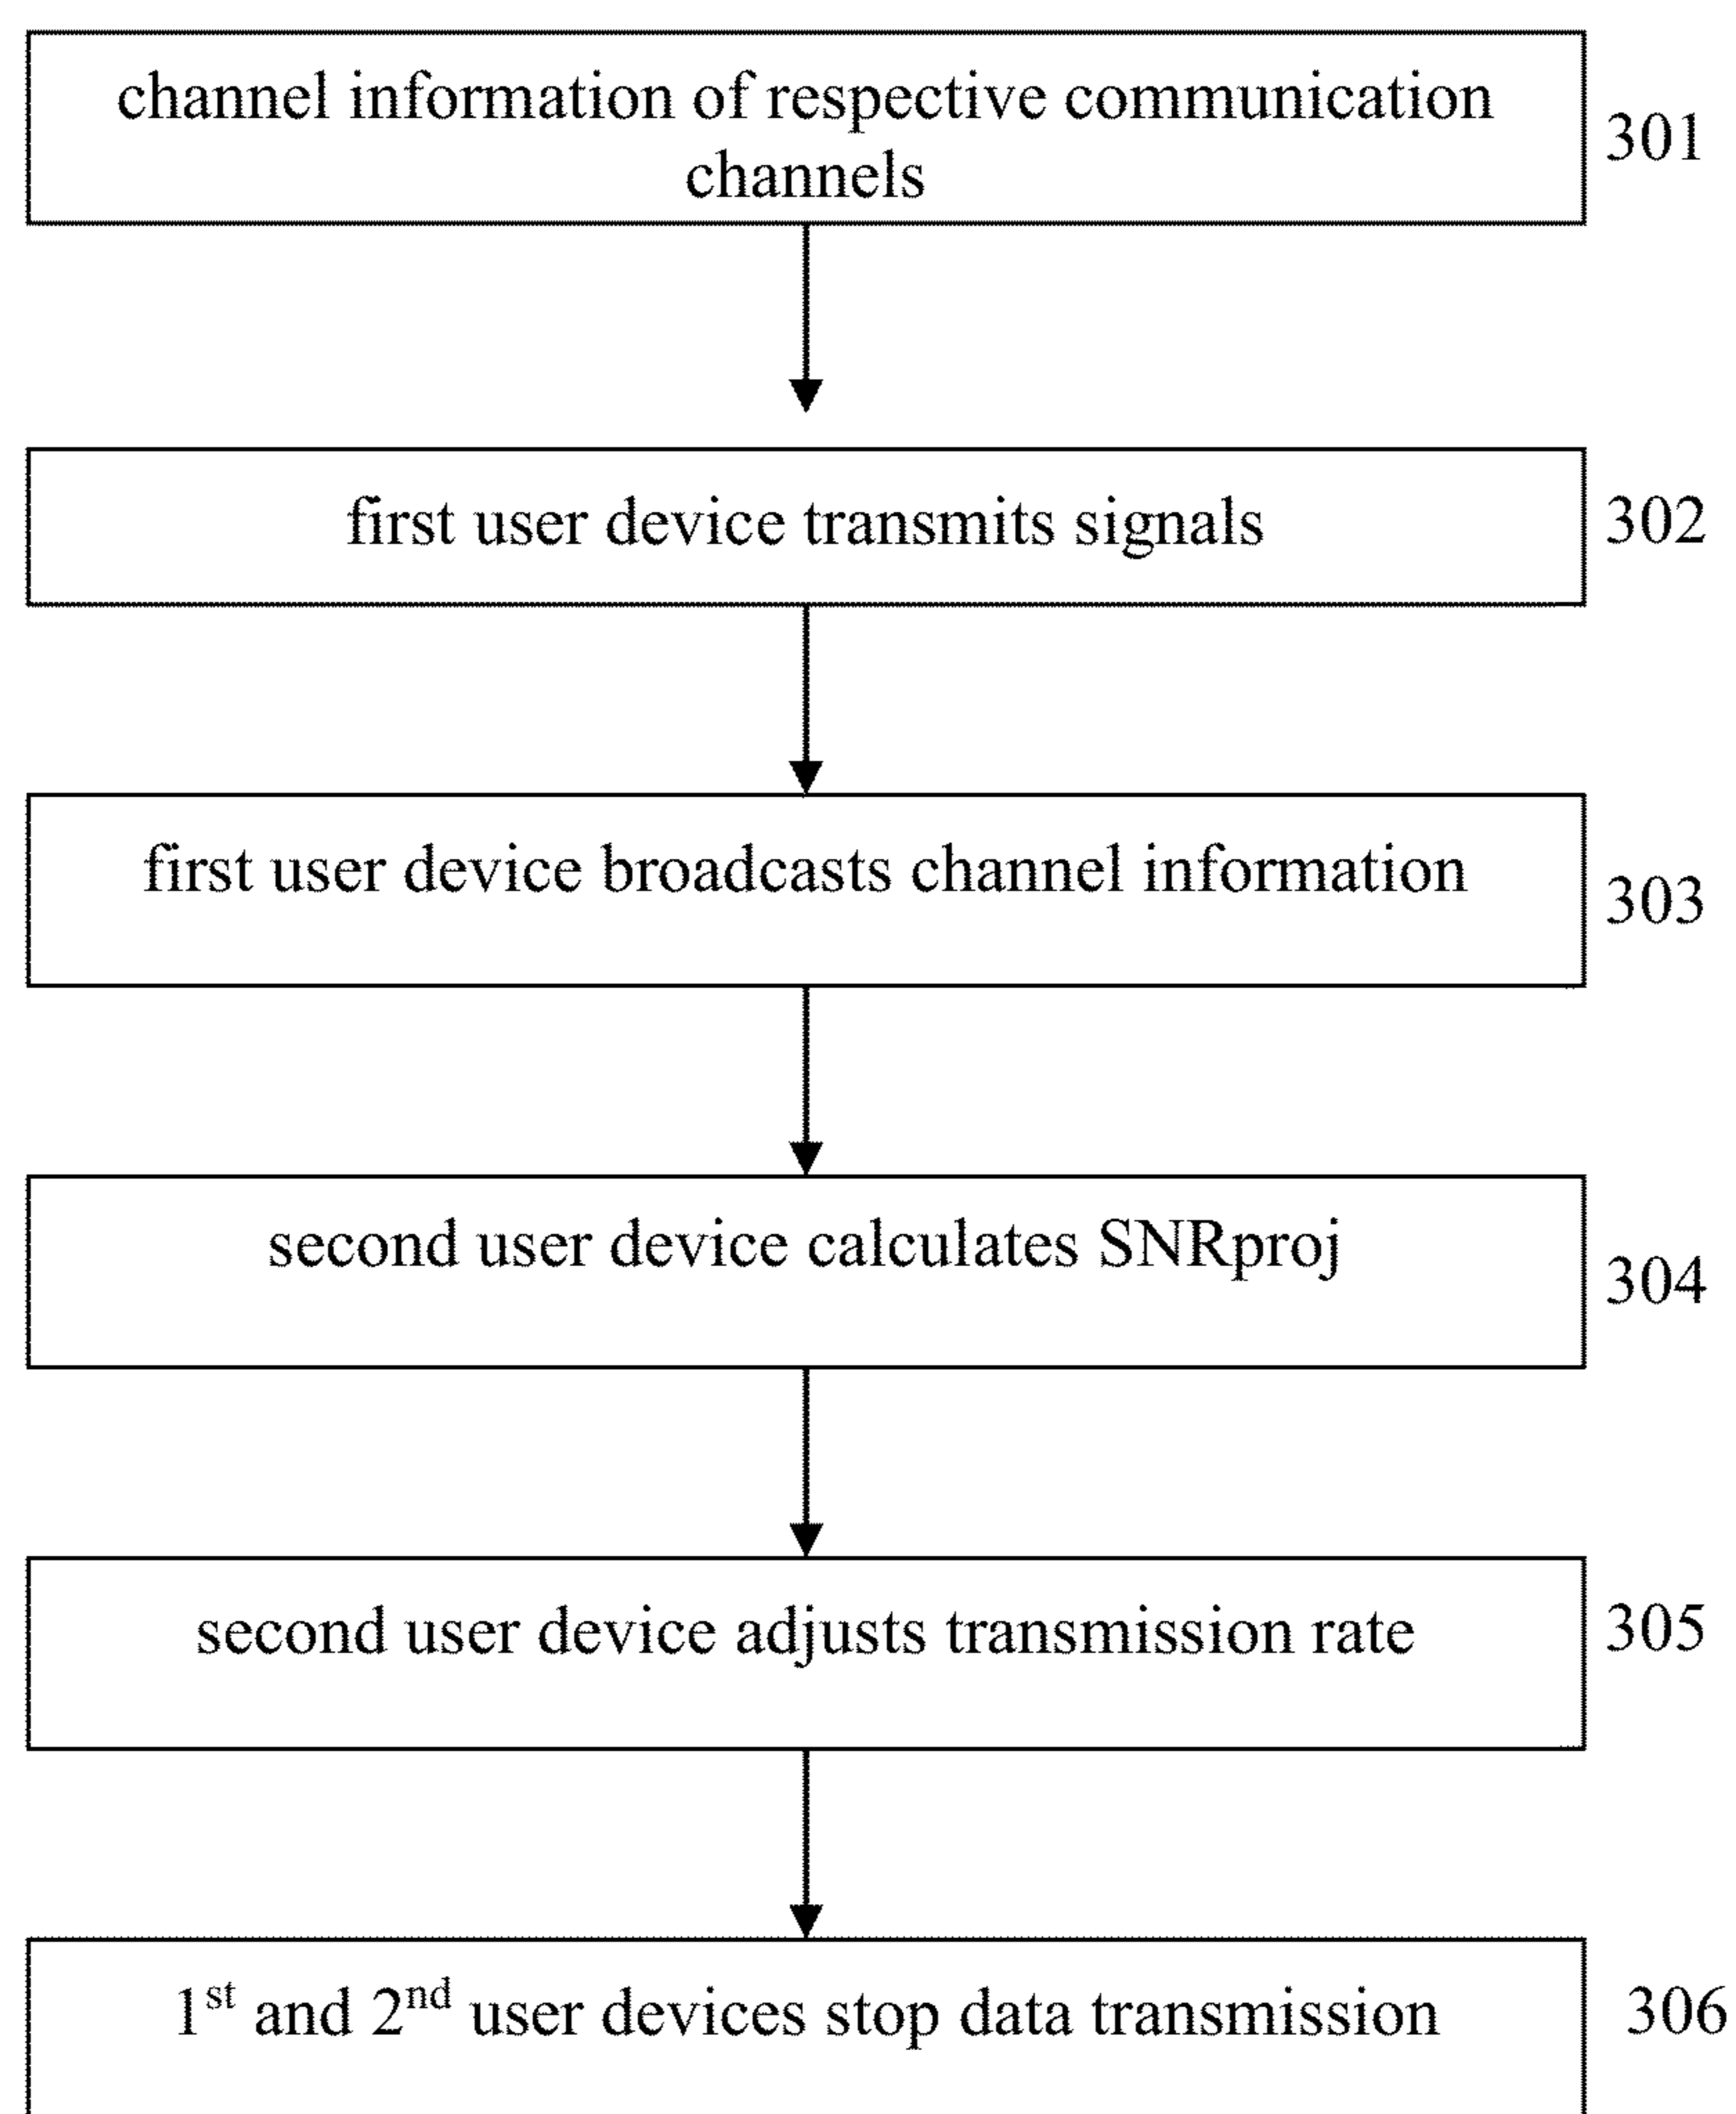 channel information of respective communication
channels
301
first user device transmits signals
302
first user device broadcasts channel information
303
second user device calculates SNRproj
304
second user device adjusts transmission rate
305
1st and 2nd user devices stop data transmission
306